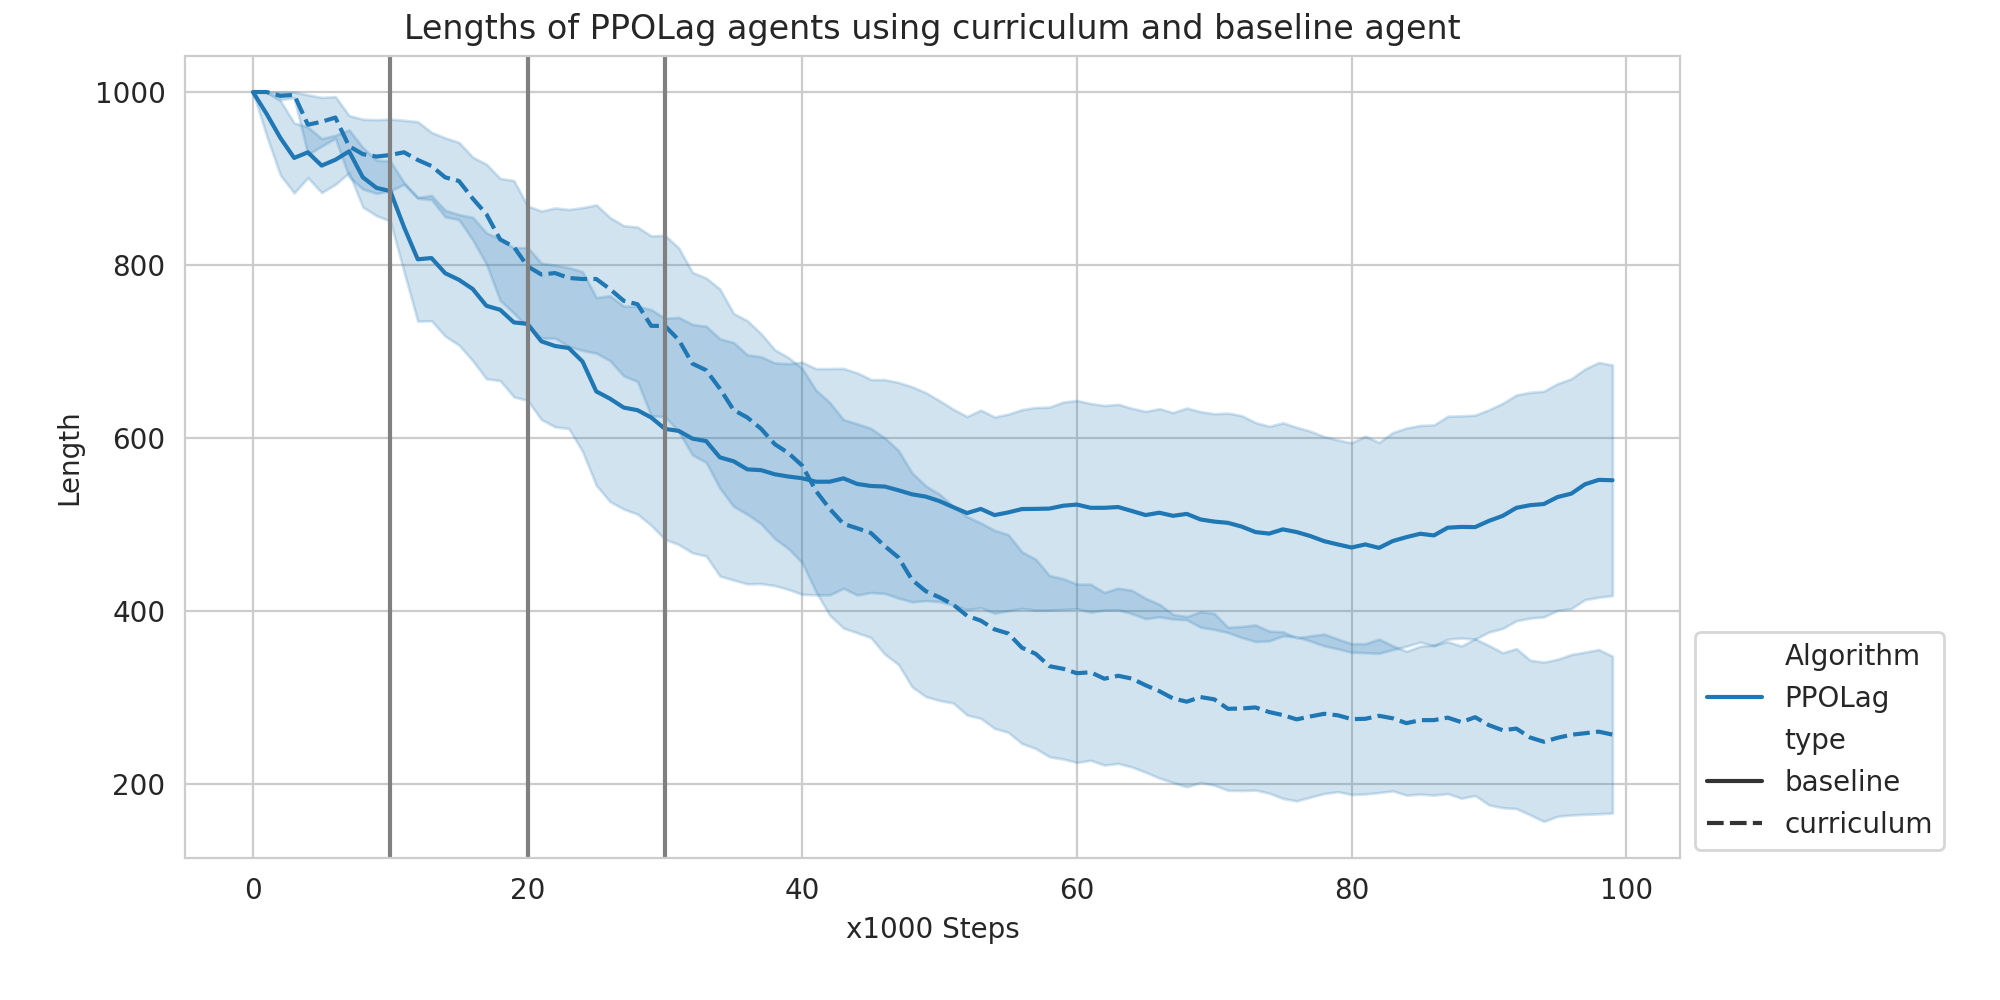 Lengths of PPOLag agents using curriculum and baseline agent
Length
1000
800
600
400
200
0 20 40 60 80 100
x1000 Steps
Algorithm
PPOLag
type
baseline
curriculum